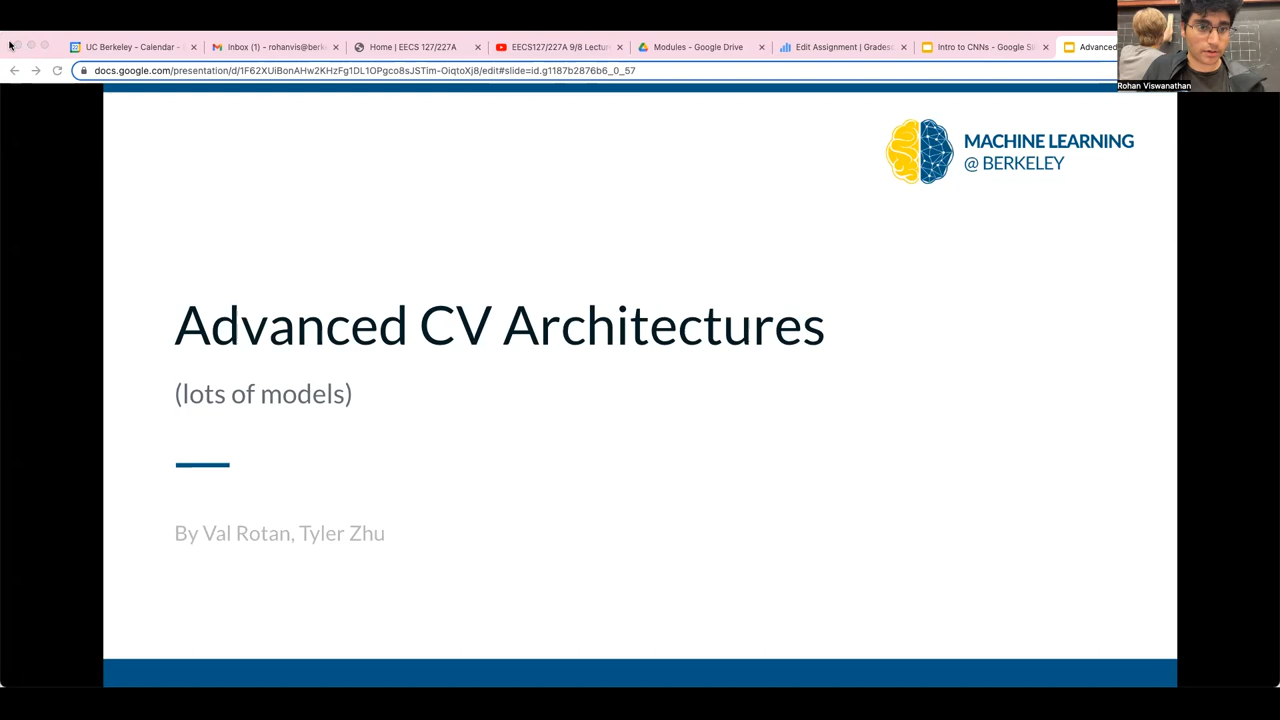 UC Berkeley - Calendar -
Inbox (1) - rohanvis@berk
Home | EECS 127/227A
EECS127/227A 9/8 Lectur
Modules - Google Drive
Edit Assignment | Grades
Intro to CNNs - Google Sl
Advanced
docs.google.com/presentation/d/1F62XUiBonAHw2KHzFg1DL1OPgco8sJSTim-OiqtoXj8/edit#slide=id.g1187b2876b6_0_57
Rohan Viswanathan
MACHINE LEARNING
@ BERKELEY
Advanced CV Architectures
(lots of models)
By Val Rotan, Tyler Zhu